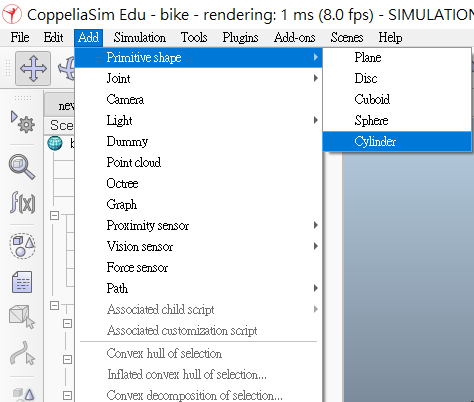 CoppeliaSim Edu - bike - rendering: 1 ms (8.0 fps) - SIMULATION
File Edit Add Simulation Tools Plugins Add-ons Scenes Help
Primitive shape
Joint
Camera
Light
Dummy
Point cloud
Octree
Graph
Proximity sensor
Vision sensor
Force sensor
Path
Associated child script
Associated customization script
Convex hull of selection
Inflated convex hull of selection...
Convex decomposition of selection...
Plane
Disc
Cuboid
Sphere
Cylinder
f(x)
nev
Sce
b